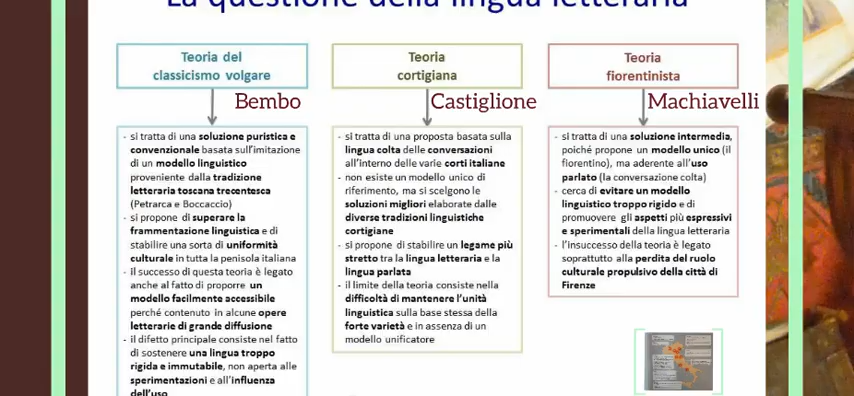 La questione della lingua letteraria
Teoria del
classicismo volgare
Bembo
- si tratta di una soluzione puristica e
convenzionale basata sull'imitazione
di un modello linguistico
proveniente dalla tradizione
letteraria toscana trecentesca
(Petrarca e Boccaccio)
- si propone di superare la
frammentazione linguistica e di
stabilire una sorta di uniformità
culturale in tutta la penisola italiana
- il successo di questa teoria è legato
anche al fatto di proporre un
modello facilmente accessibile
perché contenuto in alcune opere
letterarie di grande diffusione
- il difetto principale consiste nel fatto
di sostenere una lingua troppo
rigida e immutabile, non aperta alle
sperimentazioni e all'influenza
dell'uso
Teoria
cortigiana
Castiglione
- si tratta di una proposta basata sulla
lingua colta delle conversazioni
all'interno delle varie corti italiane
- non esiste un modello unico di
riferimento, ma si scelgono le
soluzioni migliori elaborate dalle
diverse tradizioni linguistiche
cortigiane
- si propone di stabilire un legame più
stretto tra la lingua letteraria e la
lingua parlata
- il limite della teoria consiste nella
difficoltà di mantenere l'unità
linguistica sulla base stessa della
forte varietà e in assenza di un
modello unificatore
Teoria
fiorentinista
Machiavelli
- si tratta di una soluzione intermedia,
poiché propone un modello unico (il
fiorentino), ma aderente all'uso
parlato (la conversazione colta)
- cerca di evitare un modello
linguistico troppo rigido e di
promuovere gli aspetti più espressivi
e sperimentali della lingua letteraria
- l'insuccesso della teoria è legato
soprattutto alla perdita del ruolo
culturale propulsivo della città di
Firenze